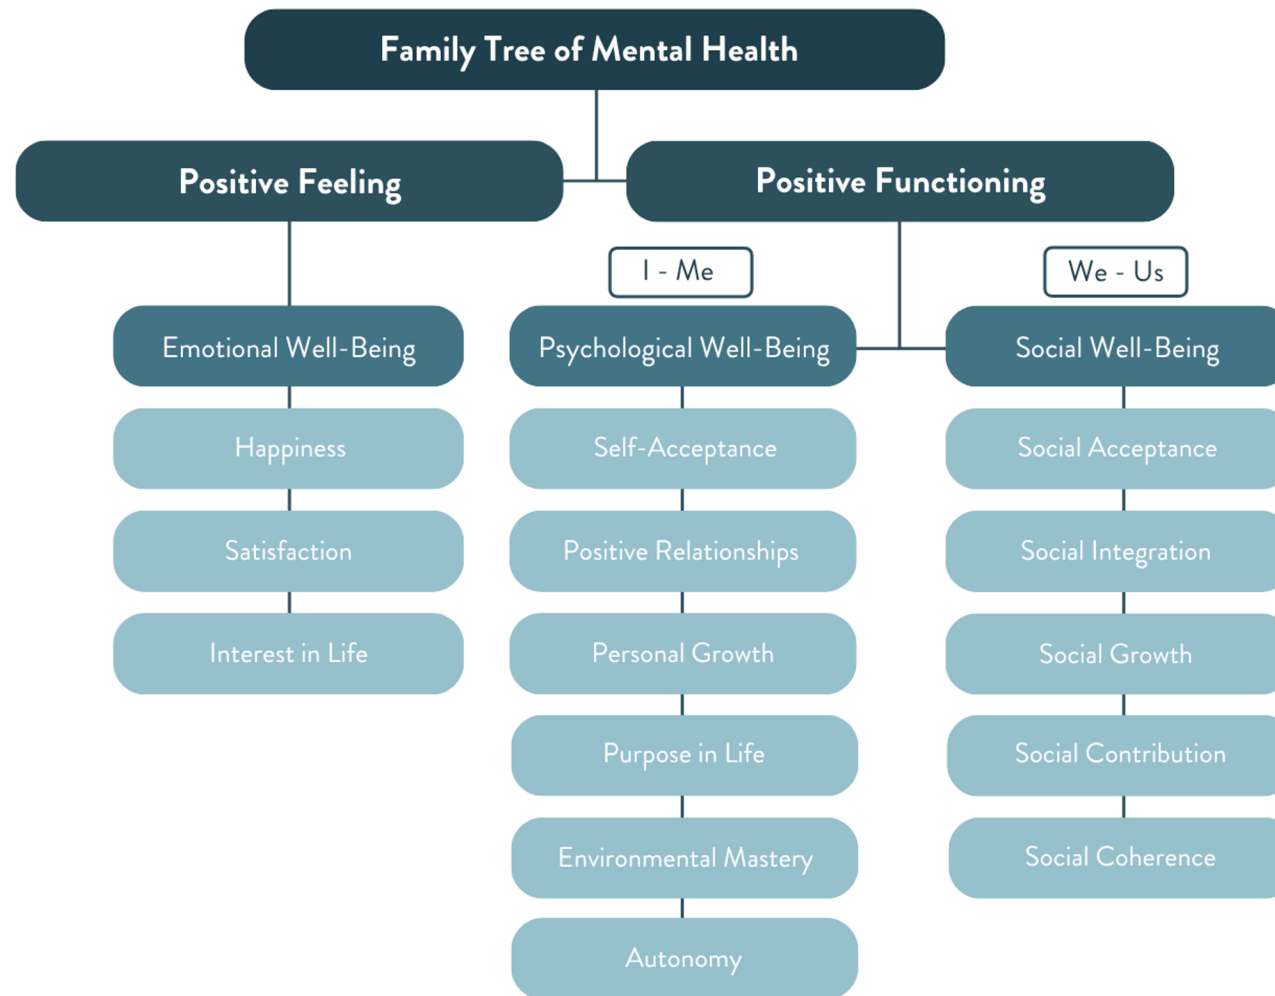 Family Tree of Mental Health
Positive Feeling
Positive Functioning
I - Me
We - Us
Emotional Well-Being
Psychological Well-Being
Social Well-Being
Happiness
Self-Acceptance
Social Acceptance
Satisfaction
Positive Relationships
Social Integration
Interest in Life
Personal Growth
Social Growth
Purpose in Life
Social Contribution
Environmental Mastery
Social Coherence
Autonomy